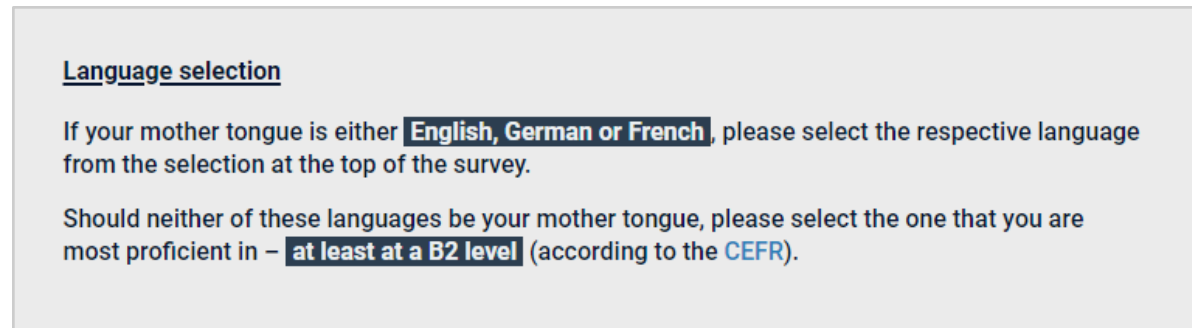 Language selection
If your mother tongue is either English, German or French, please select the respective language
from the selection at the top of the survey.
Should neither of these languages be your mother tongue, please select the one that you are
most proficient in – at least at a B2 level (according to the CEFR).